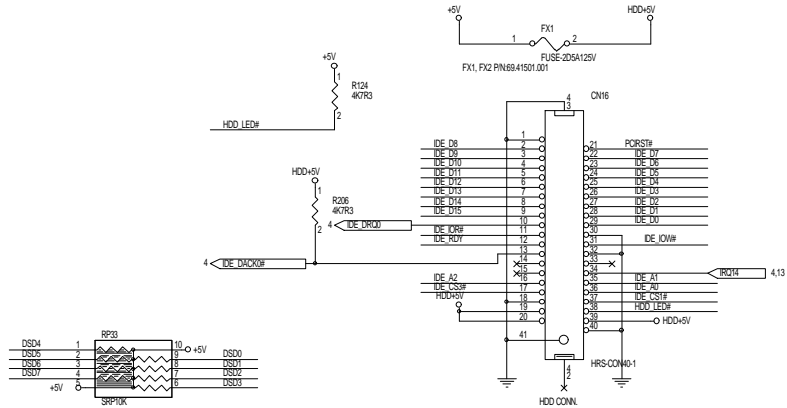 +5V
HDD+5V
FX1
1
2
FUSE-2D5A125V
FX1, FX2 P/N:69.41501.001
+5V
1
R124
4K7R3
2
HDD_LED#
CN16
4
3
1
2
3
4
5
6
7
8
9
10
11
12
13
14
15
16
17
18
19
20
41
IDE_D8
IDE_D9
IDE_D10
IDE_D11
IDE_D12
IDE_D13
IDE_D14
IDE_D15
IDE_IOR#
IDE_RDY
IDE_A2
IDE_CS3#
HDD+5V
21
22
23
24
25
26
27
28
29
30
31
32
33
34
35
36
37
38
39
40
PCIRST#
IDE_D7
IDE_D6
IDE_D5
IDE_D4
IDE_D3
IDE_D2
IDE_D1
IDE_D0
IDE_IOW#
IRQ14 4,13
IDE_A1
IDE_A0
IDE_CS1#
HDD_LED#
HDD+5V
HDD+5V
1
R206
4K7R3
2
4 IDE_DRQ0
4 IDE_DACK0#
HRS-CON40-1
4
2
HDD CONN.
RP33
DSD4 1 10 +5V
DSD5 2 9 DSD0
DSD6 3 8 DSD1
DSD7 4 7 DSD2
+5V 5 6 DSD3
SRP10K